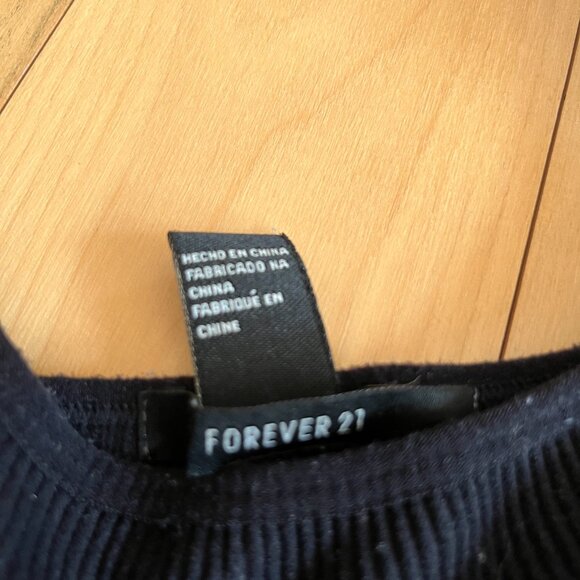 HECHO EN CHINA
FABRICADO NA
CHINA
FABRIQUÉ EN
CHINE
FOREVER 21